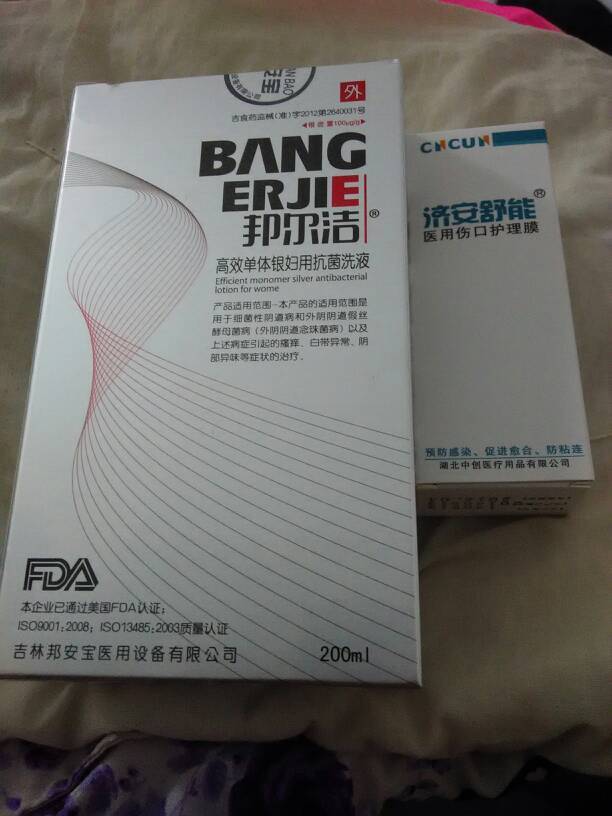 外
吉食药监械(准)字2012第2640031号
BANG
ERJIE
邦尔洁®
高效单体银妇用抗菌洗液
Efficient monomer silver antibacterial
lotion for wome
产品适用范围-本产品的适用范围是
用于细菌性阴道病和外阴阴道假丝
酵母菌病(外阴阴道念珠菌病)以及
上述病症引起的瘙痒、白带异常、阴
部异味等症状的治疗。
FDA
本企业已通过美国FDA认证;
ISO9001:2008; ISO13485:2003质量认证
吉林邦安宝医用设备有限公司
200ml
CHCUN
济安舒能®
医用伤口护理膜
预防感染、促进愈合、防粘连
湖北中创医疗用品有限公司